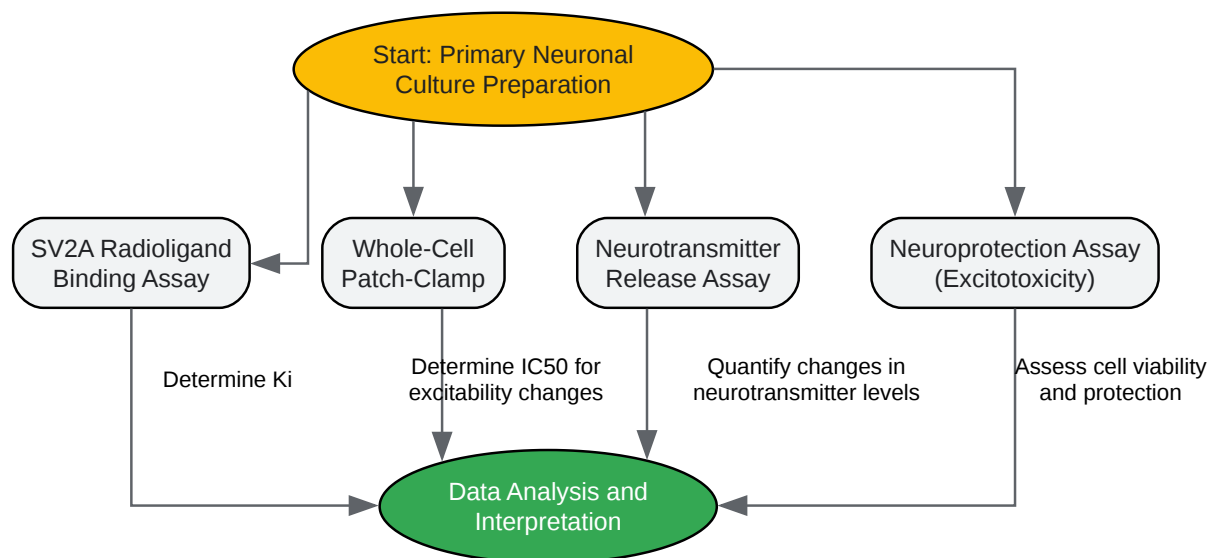 Start: Primary Neuronal
Culture Preparation
SV2A Radioligand
Binding Assay
Whole-Cell
Patch-Clamp
Neurotransmitter
Release Assay
Neuroprotection Assay
(Excitotoxicity)
Determine Ki
Determine IC50 for
excitability changes
Quantify changes in
neurotransmitter levels
Assess cell viability
and protection
Data Analysis and
Interpretation